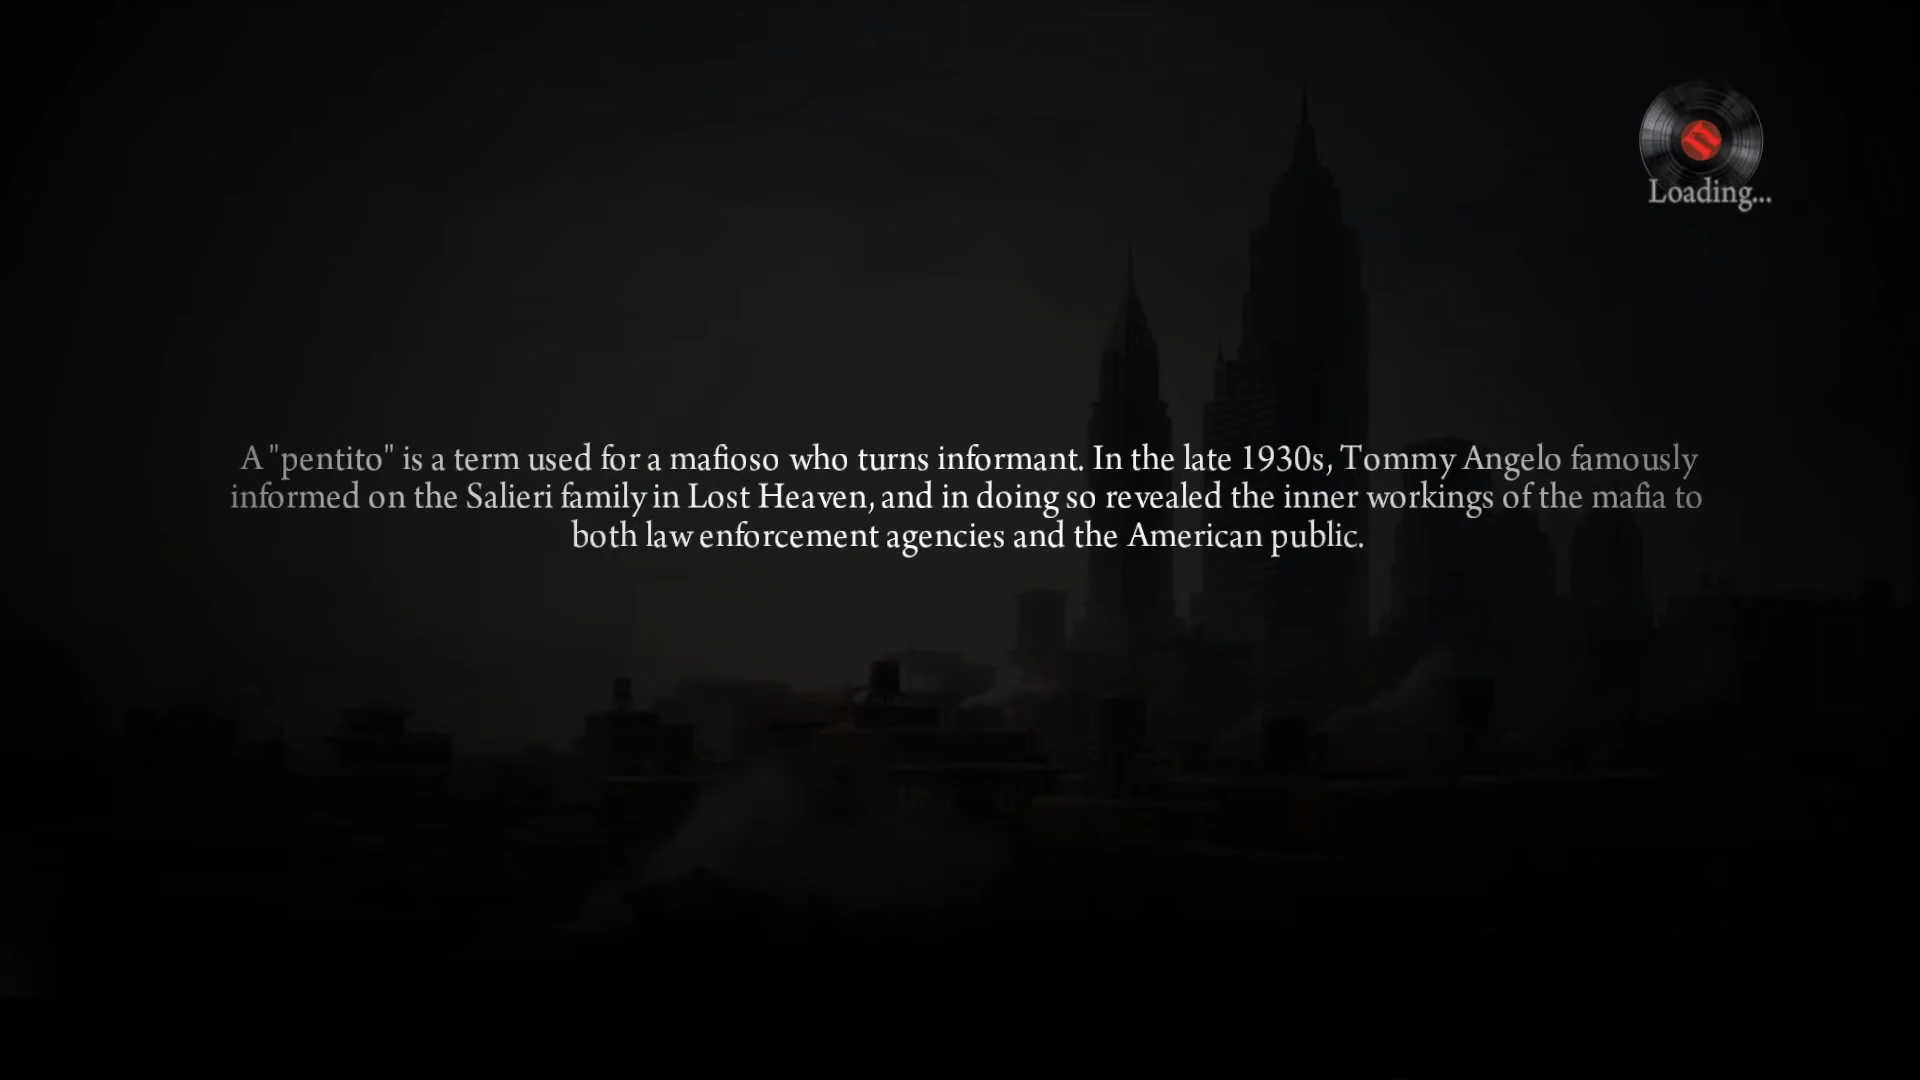 Loading...
A "pentito" is a term used for a mafioso who turns informant. In the late 1930s, Tommy Angelo famously
informed on the Salieri family in Lost Heaven, and in doing so revealed the inner workings of the mafia to
both law enforcement agencies and the American public.